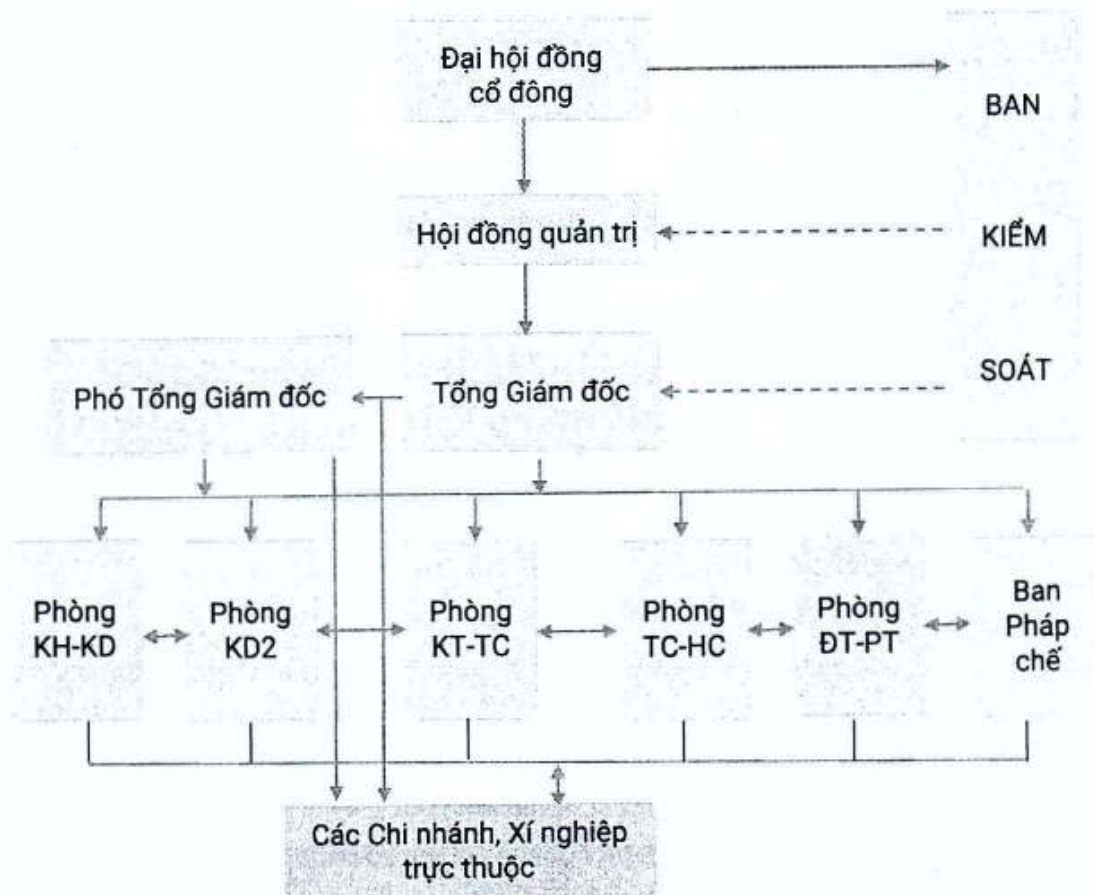 Đại hội đồng
cổ đông
BAN
Hội đồng quản trị
KIỂM
Phó Tổng Giám đốc
Tổng Giám đốc
SOÁT
Phòng
KH-KD
Phòng
KD2
Phòng
KT-TC
Phòng
TC-HC
Phòng
ĐT-PT
Ban
Pháp
chế
Các Chi nhánh, Xí nghiệp
trực thuộc